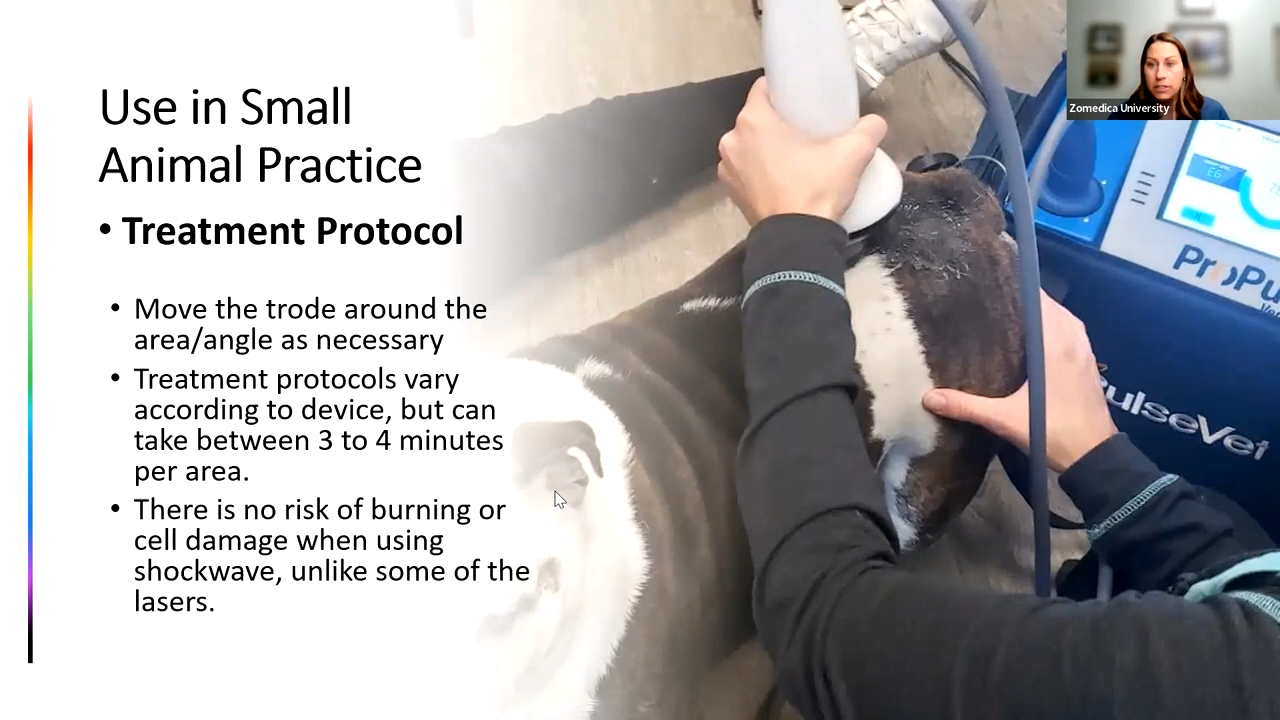 Use in Small
Animal Practice
• Treatment Protocol
• Move the trode around the
area/angle as necessary
• Treatment protocols vary
according to device, but can
take between 3 to 4 minutes
per area.
• There is no risk of burning or
cell damage when using
shockwave, unlike some of the
lasers.
Zomedica University
E6
ProPu
PulseVet